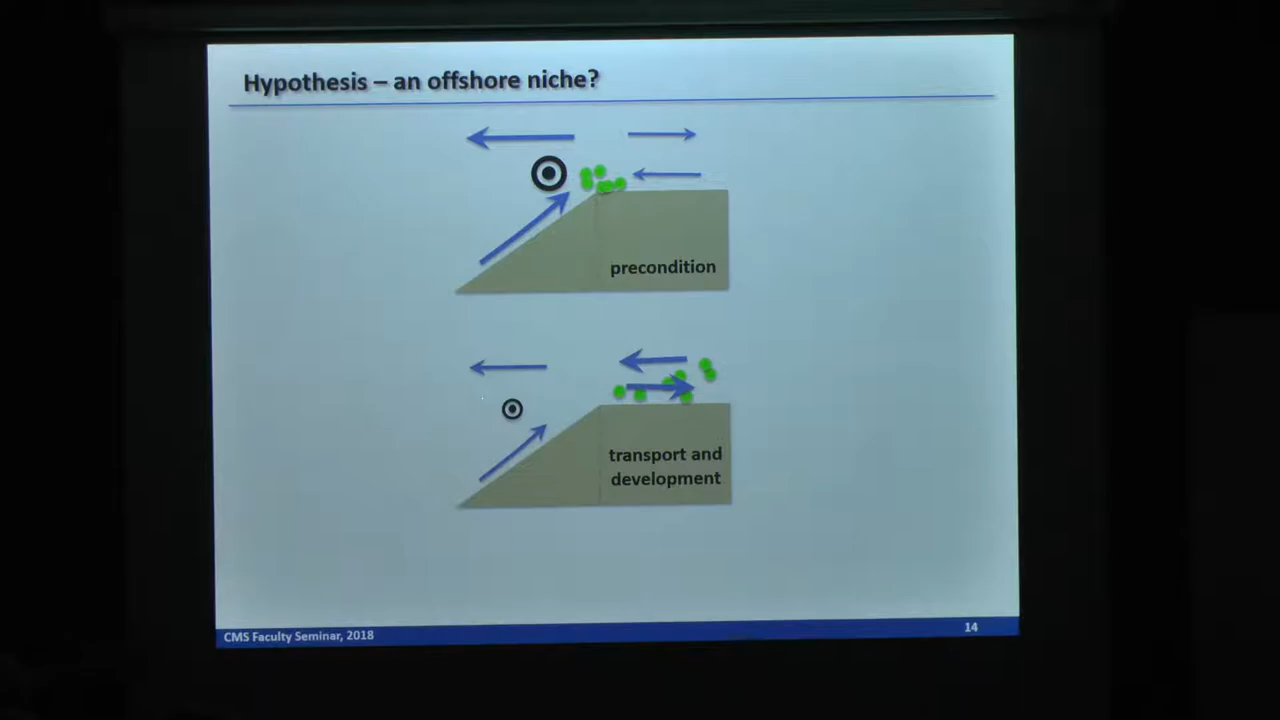 Hypothesis – an offshore niche?
precondition
transport and
development
CMS Faculty Seminar, 2018
14